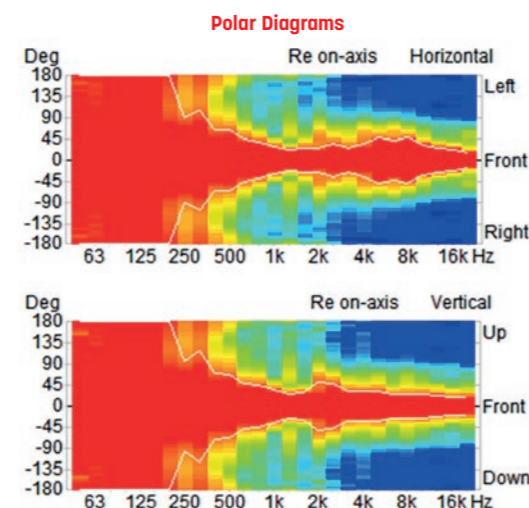 Polar Diagrams
Deg Re on-axis Horizontal
180 Left
135
90
45
0 Front
-45
-90
-135 Right
-180
63 125 250 500 1k 2k 4k 8k 16k Hz
Deg Re on-axis Vertical
180 Up
135
90
45
0 Front
-45
-90
-135 Down
-180
63 125 250 500 1k 2k 4k 8k 16k Hz